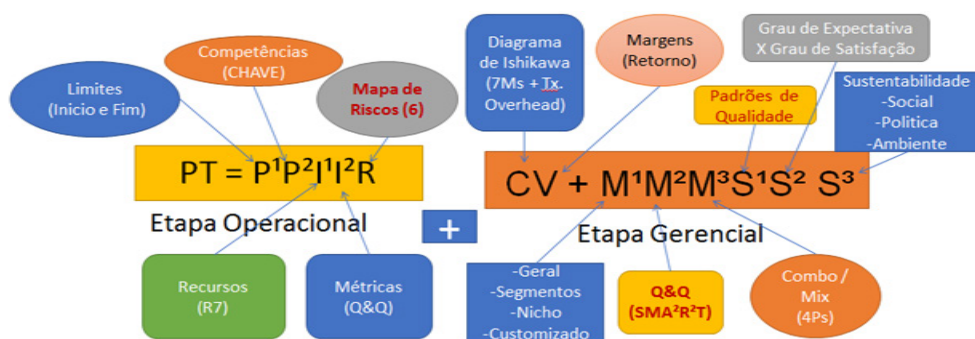 Limites
(Inicio e Fim)
Competências
(CHAVE)
Mapa de
Riscos (6)
Diagrama
de Ishikawa
(7Ms + Tx.
Overhead)
Margens
(Retorno)
Padrões de
Qualidade
Grau de Expectativa
X Grau de Satisfação
Sustentabilidade
-Social
-Politica
-Ambiente
PT = P¹P²I¹I²R
CV + M¹M²M³S¹S² S³
Etapa Operacional
+
Etapa Gerencial
Recursos
(R7)
Métricas
(Q&Q)
-Geral
-Segmentos
-Nicho
-Customizado
Q&Q
(SMA²R²T)
Combo /
Mix
(4Ps)